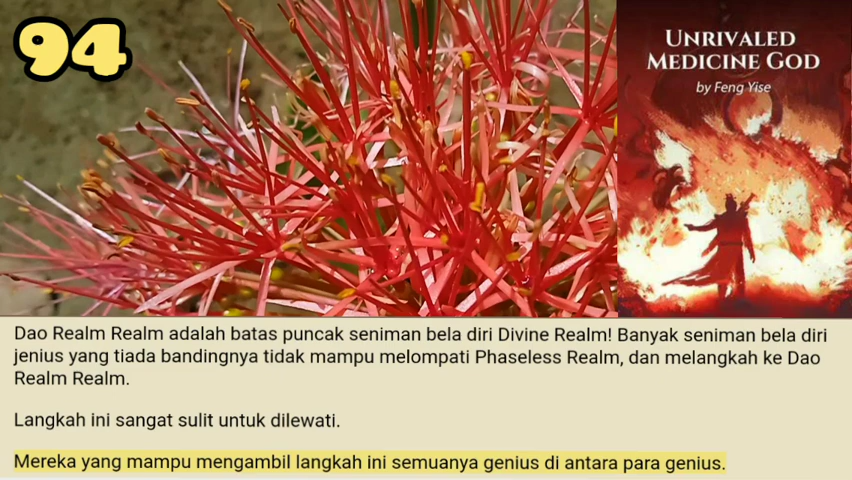 94
UNRIVALED
MEDICINE GOD
by Feng Yise
Dao Realm Realm adalah batas puncak seniman bela diri Divine Realm! Banyak seniman bela diri
jenius yang tiada bandingnya tidak mampu melompati Phaseless Realm, dan melangkah ke Dao
Realm Realm.
Langkah ini sangat sulit untuk dilewati.
Mereka yang mampu mengambil langkah ini semuanya genius di antara para genius.